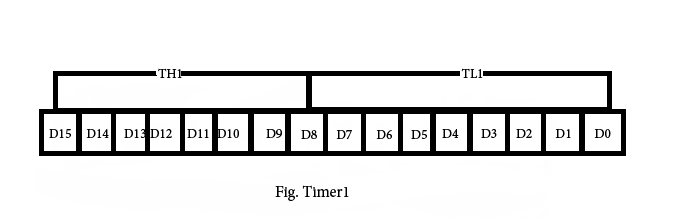 TH1 TL1
D15 D14 D13 D12 D11 D10 D9 D8 D7 D6 D5 D4 D3 D2 D1 D0
Fig. Timer1